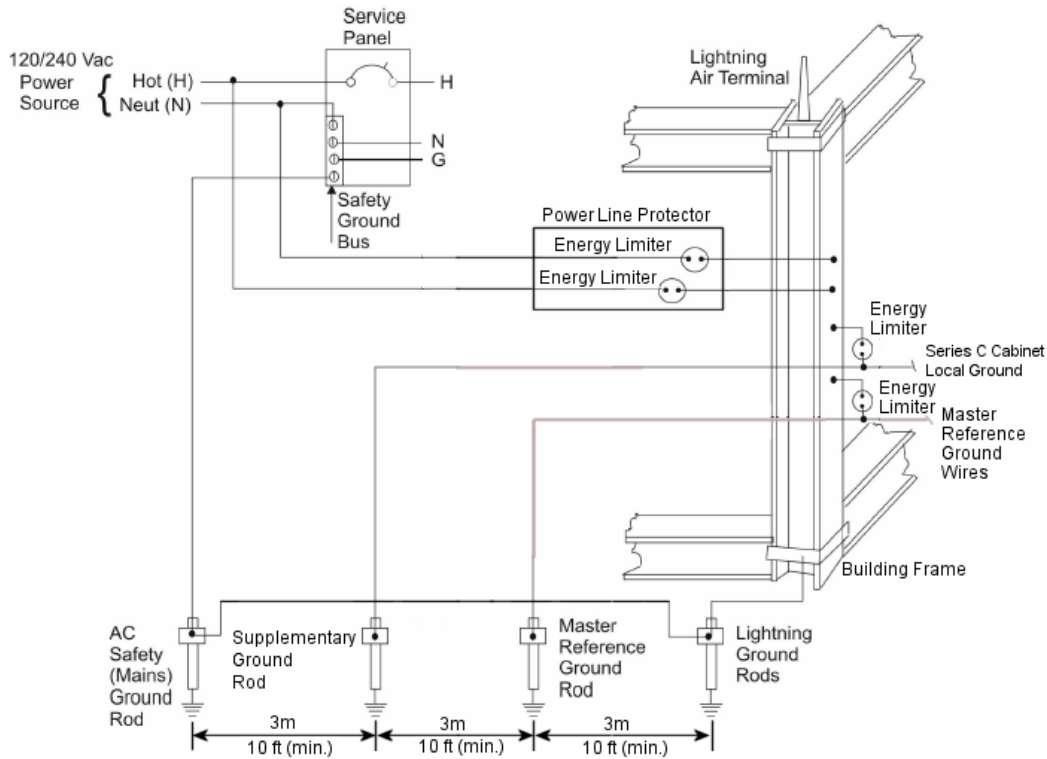 Service
Panel
120/240 Vac
Power
Source
{
Hot (H)
Neut (N)
H
N
G
Safety
Ground
Bus
Lightning
Air Terminal
Power Line Protector
Energy Limiter
Energy Limiter
Energy
Limiter
Series C Cabinet
Local Ground
Energy
Limiter
Master
Reference
Ground
Wires
Building Frame
AC
Safety
(Mains)
Ground
Rod
Supplementary
Ground
Rod
Master
Reference
Ground
Rod
Lightning
Ground
Rods
3m
10 ft (min.)
3m
10 ft (min.)
3m
10 ft (min.)